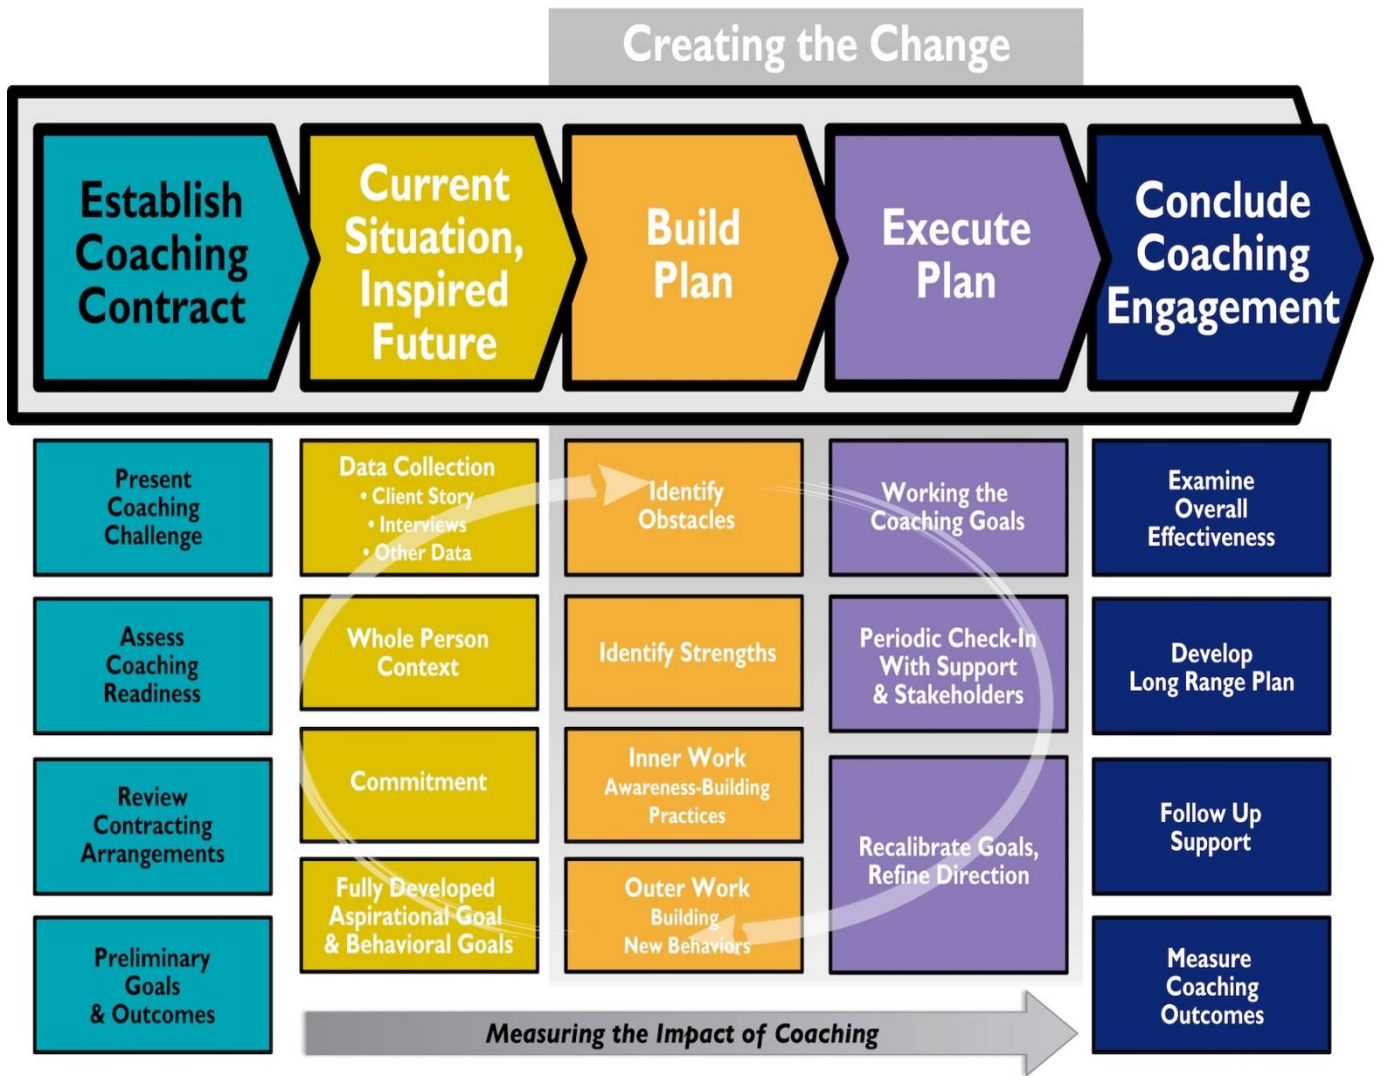 Creating the Change
Establish
Coaching
Contract
Current
Situation,
Inspired
Future
Build
Plan
Execute
Plan
Conclude
Coaching
Engagement
Present
Coaching
Challenge
Assess
Coaching
Readiness
Review
Contracting
Arrangements
Preliminary
Goals
& Outcomes
Data Collection
• Client Story
• Interviews
• Other Data
Whole Person
Context
Commitment
Fully Developed
Aspirational Goal
& Behavioral Goals
Identify
Obstacles
Identify Strengths
Inner Work
Awareness-Building
Practices
Outer Work
Building
New Behaviors
Working the
Coaching Goals
Periodic Check-In
With Support
& Stakeholders
Recalibrate Goals,
Refine Direction
Examine
Overall
Effectiveness
Develop
Long Range Plan
Follow Up
Support
Measure
Coaching
Outcomes
Measuring the Impact of Coaching